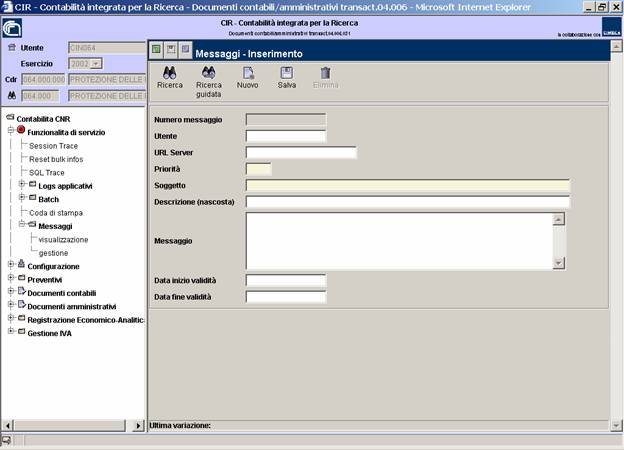 CIR - Contabilità integrata per la Ricerca - Documenti contabili/amministrativi transact.04.006 - Microsoft Internet Explorer
CIR - Contabilità integrata per la Ricerca
Documenti contabili/amministrativi transact.04.006.#31
in collaborazione con
Utente CIN064
Esercizio 2002
Cdr 064.000.000 PROTEZIONE DELLE
064.000 PROTEZIONE DELLE
Contabilita CNR
Funzionalita di servizio
Session Trace
Reset bulk infos
SQL Trace
Logs applicativi
Batch
Coda di stampa
Messaggi
visualizzazione
gestione
Configurazione
Preventivi
Documenti contabili
Documenti amministrativi
Registrazione Economico-Analitic
Gestione IVA
Messaggi - Inserimento
Ricerca
Ricerca guidata
Nuovo
Salva
Elimina
Numero messaggio
Utente
URL Server
Priorità
Soggetto
Descrizione (nascosta)
Messaggio
Data inizio validità
Data fine validità
Ultima variazione: